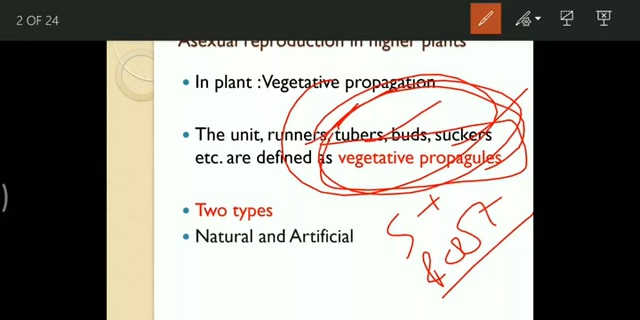 2 OF 24
Asexual reproduction in higher plants
In plant :Vegetative propagation
The unit, runners, tubers, buds, suckers
etc. are defined as vegetative propagules
Two types
Natural and Artificial